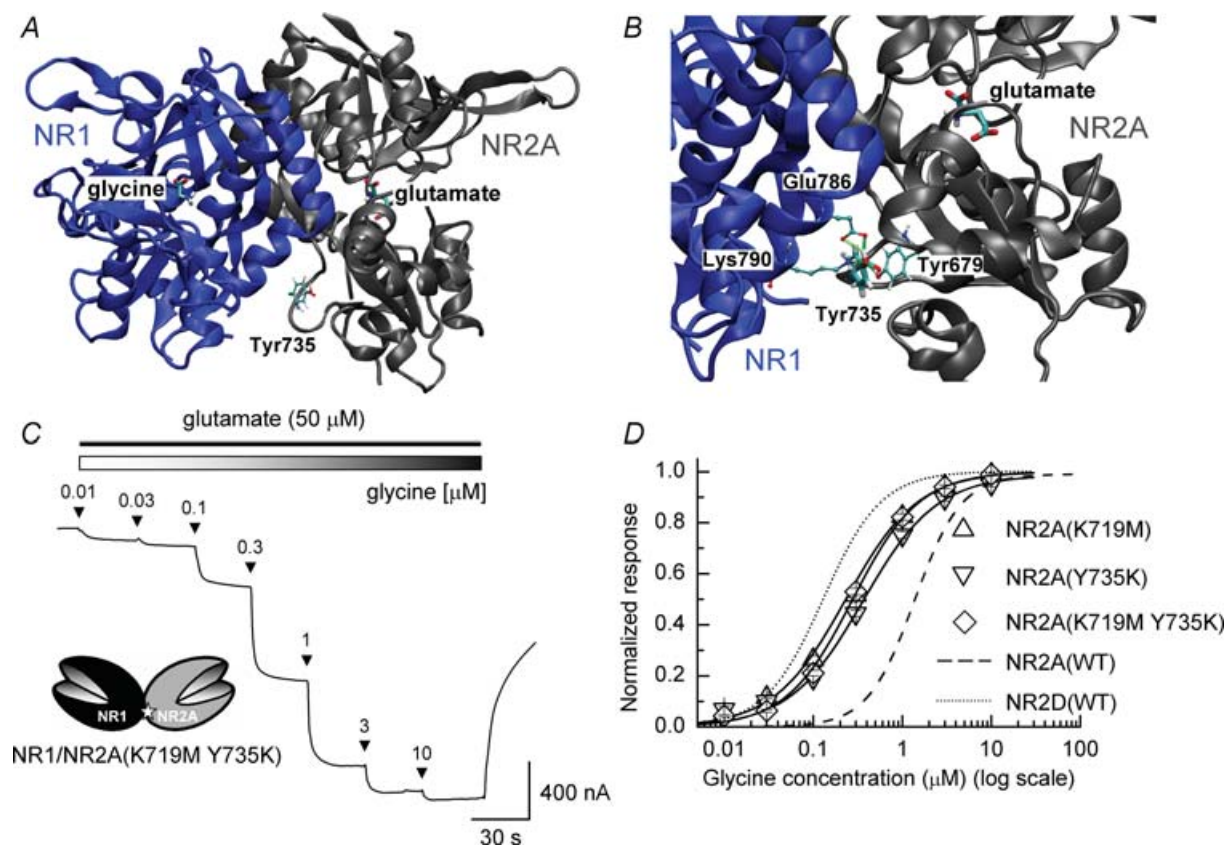 A
NR1
glycine
NR2A
glutamate
Tyr735
B
glutamate
NR2A
Glu786
Lys790
Tyr679
Tyr735
NR1
C
glutamate (50 μM)
glycine [μM]
0.01
0.03
0.1
0.3
1
3
10
NR1
NR2A
NR1/NR2A(K719M Y735K)
400 nA
30 s
D
Normalized response
1.0
0.8
0.6
0.4
0.2
0.0
NR2A(K719M)
NR2A(Y735K)
NR2A(K719M Y735K)
NR2A(WT)
NR2D(WT)
0.01 0.1 1 10 100
Glycine concentration (μM) (log scale)